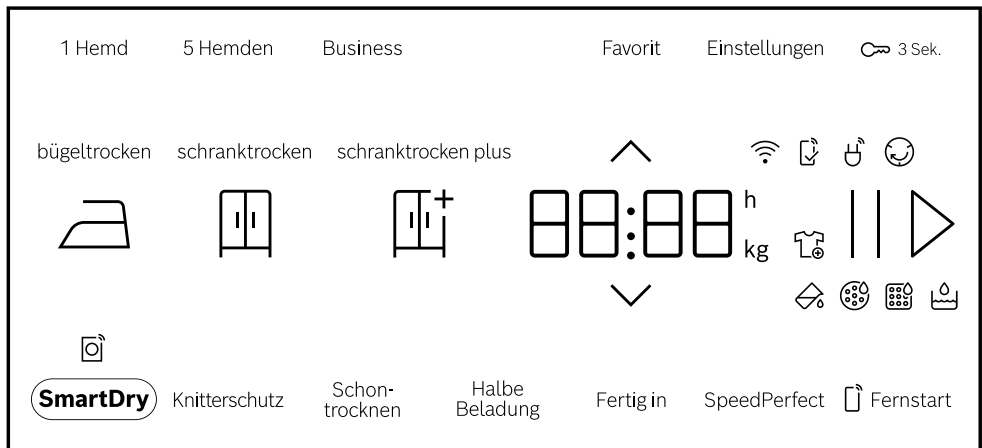 1 Hemd 5 Hemden Business Favorit Einstellungen 3 Sek.
bügeltrocken schranktrocken schranktrocken plus
88:88 h
kg
SmartDry Knitterschutz Schon-
trocknen Halbe
Beladung Fertig in SpeedPerfect Fernstart